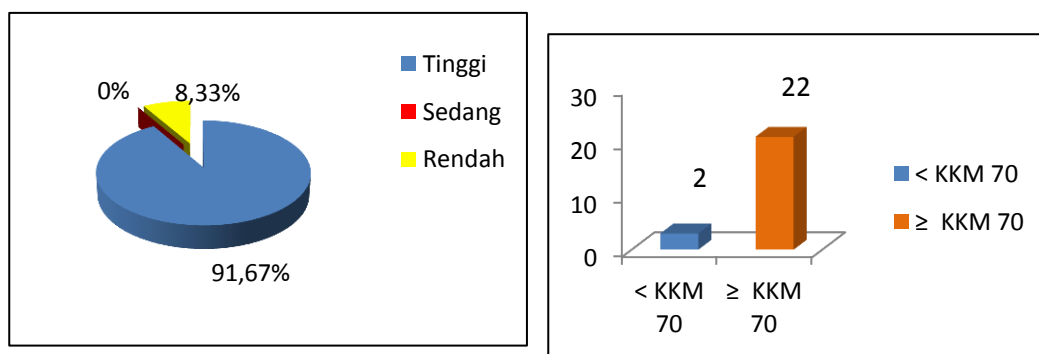 0%
8,33%
91,67%
Tinggi
Sedang
Rendah
30
20
10
0
2
22
< KKM
70
≥ KKM
70
< KKM 70
≥ KKM 70